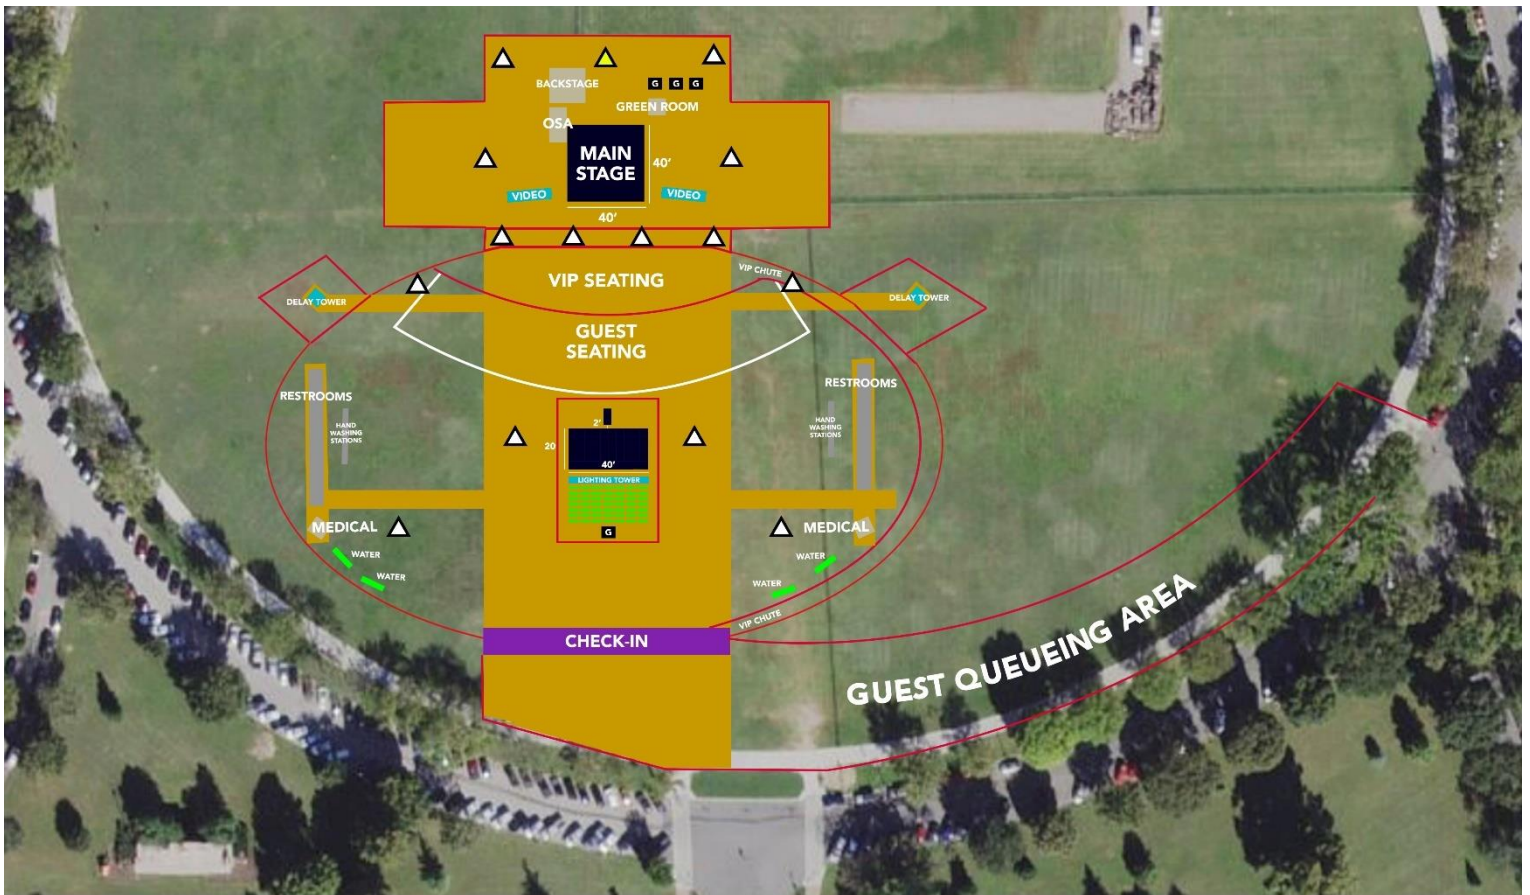 BACKSTAGE
G G G
GREEN ROOM
OSA
MAIN
STAGE
40'
VIDEO
VIDEO
40'
VIP SEATING
VIP CHUTE
DELAY TOWER
DELAY TOWER
GUEST
SEATING
RESTROOMS
RESTROOMS
HAND
WASHING
STATIONS
HAND
WASHING
STATIONS
2'
20
40'
LIGHTING TOWER
G
MEDICAL
MEDICAL
WATER
WATER
WATER
WATER
VIP CHUTE
CHECK-IN
GUEST QUEUEING AREA